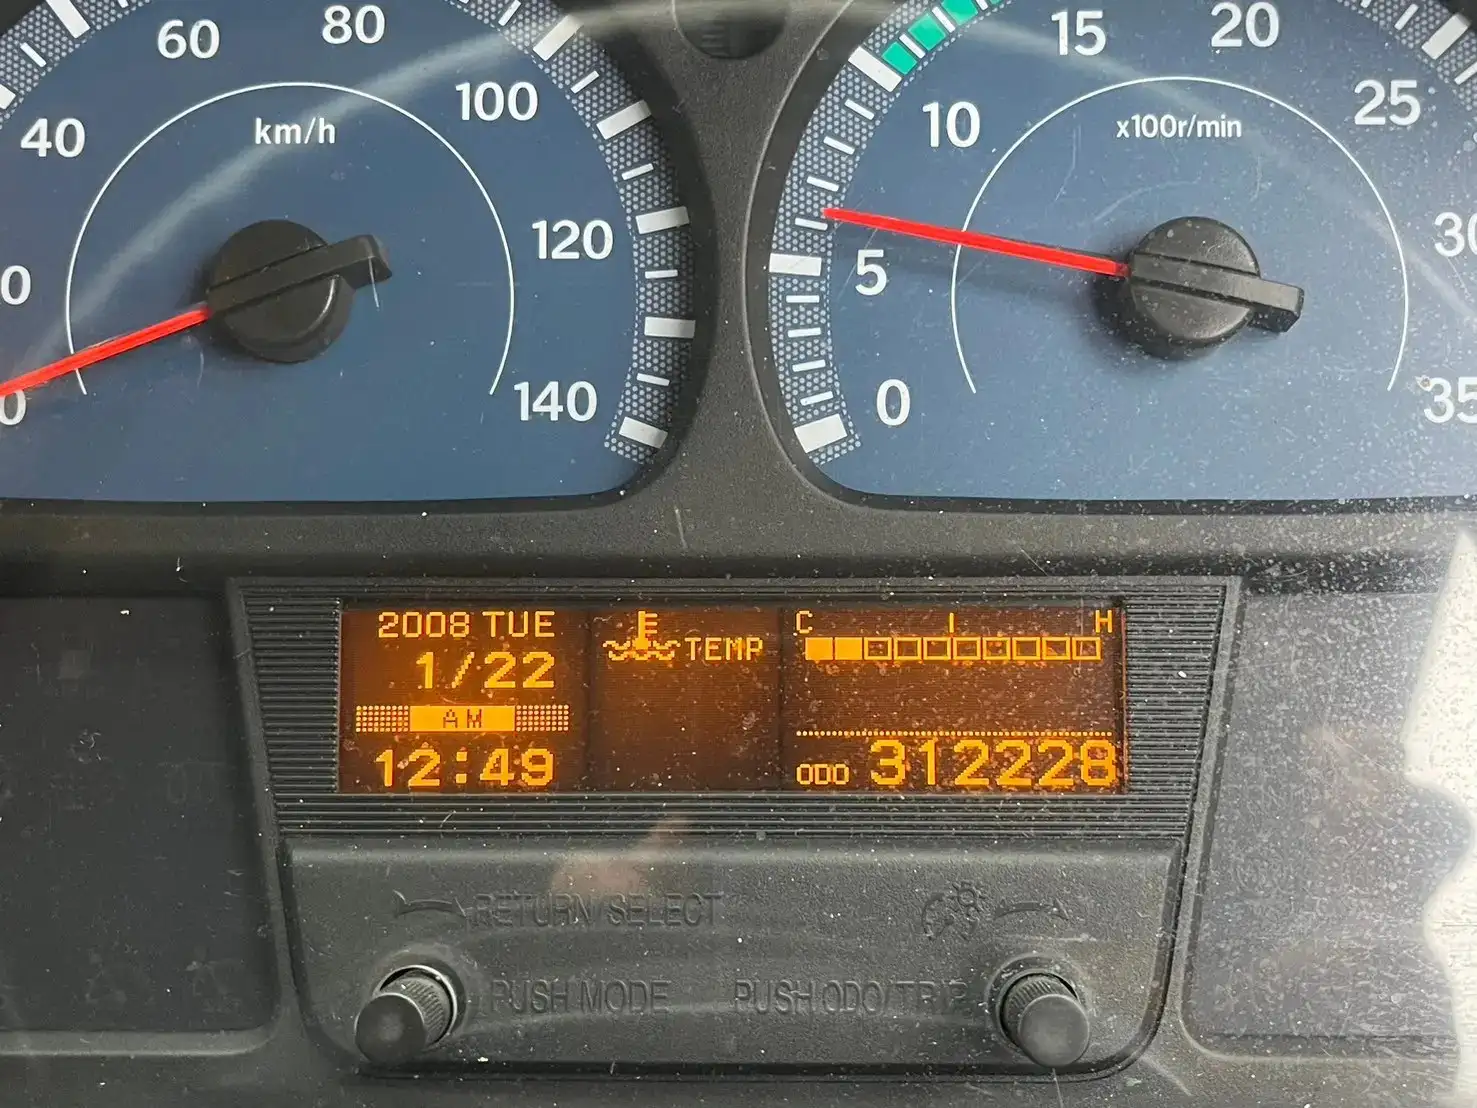 60
80
40
100
km/h
120
140
15
20
10
25
x100r/min
5
0
2008 TUE
1/22
AM
12:49
TEMP
C
H
ODO 312228
RETURN/SELECT
PUSH MODE
PUSH ODO/TRIP